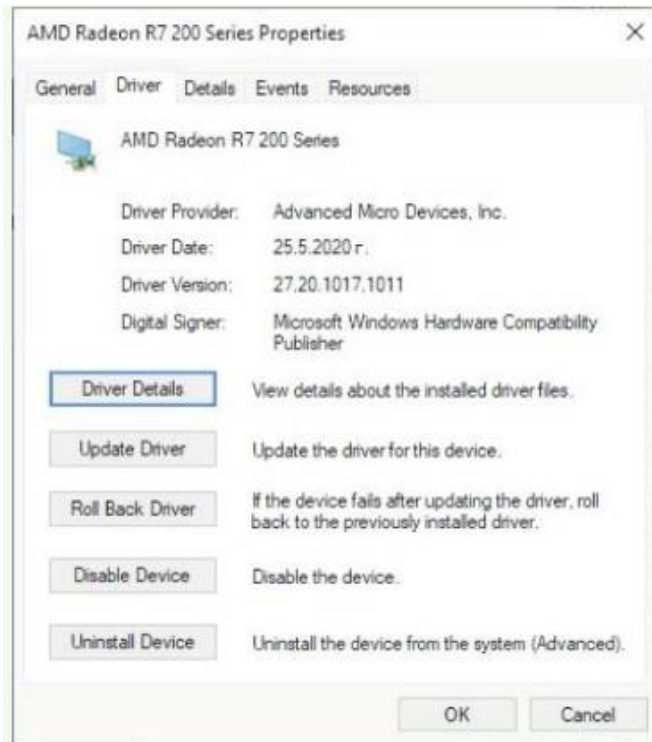 AMD Radeon R7 200 Series Properties
General Driver Details Events Resources
AMD Radeon R7 200 Series
Driver Provider: Advanced Micro Devices, Inc.
Driver Date: 25.5.2020 г.
Driver Version: 27.20.1017.1011
Digital Signer: Microsoft Windows Hardware Compatibility
Publisher
Driver Details View details about the installed driver files.
Update Driver Update the driver for this device.
Roll Back Driver If the device fails after updating the driver, roll
back to the previously installed driver.
Disable Device Disable the device.
Uninstall Device Uninstall the device from the system (Advanced).
OK Cancel